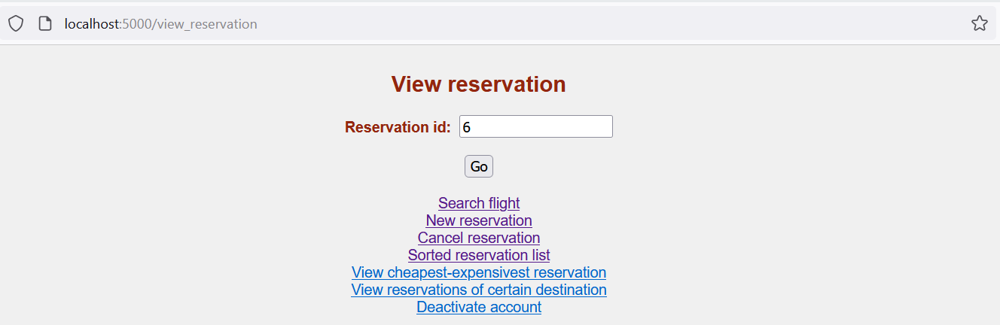 localhost:5000/view_reservation
View reservation
Reservation id: 6
Go
Search flight
New reservation
Cancel reservation
Sorted reservation list
View cheapest-expensivest reservation
View reservations of certain destination
Deactivate account